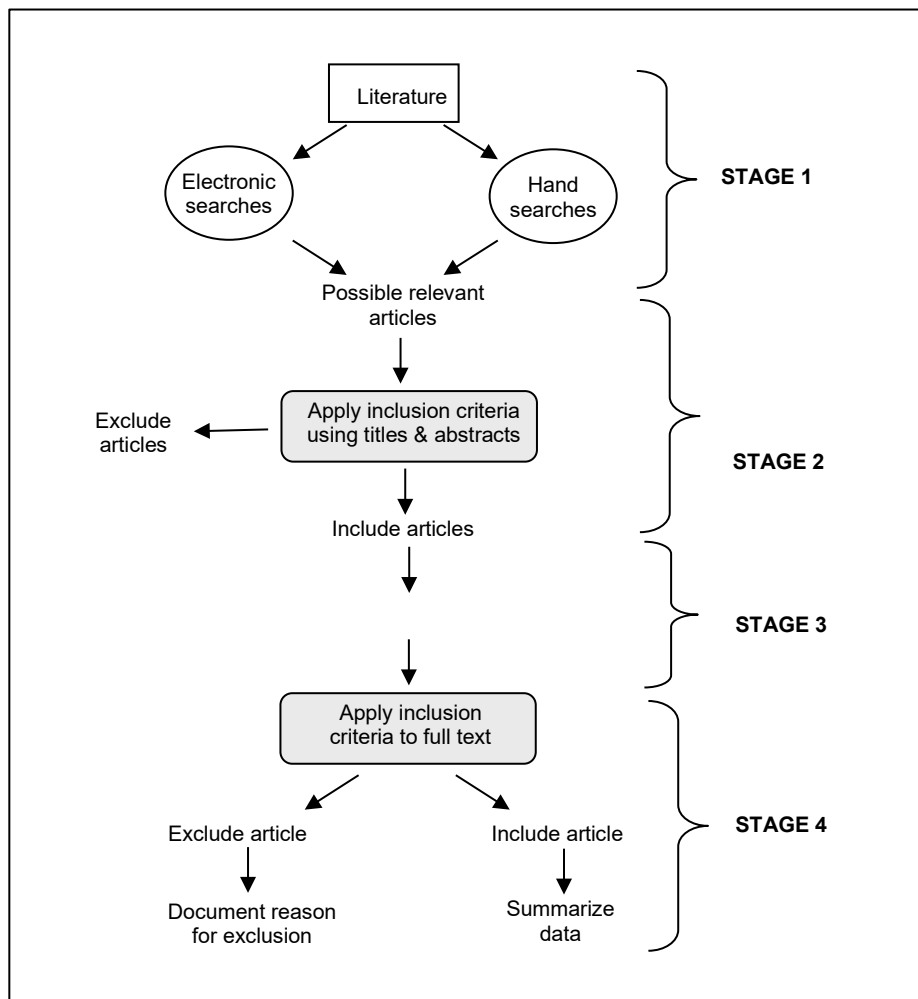 Literature
Electronic
searches
Hand
searches
STAGE 1
Possible relevant
articles
Apply inclusion criteria
using titles & abstracts
Exclude
articles
STAGE 2
Include articles
STAGE 3
Apply inclusion
criteria to full text
Exclude article
Include article
STAGE 4
Document reason
for exclusion
Summarize
data